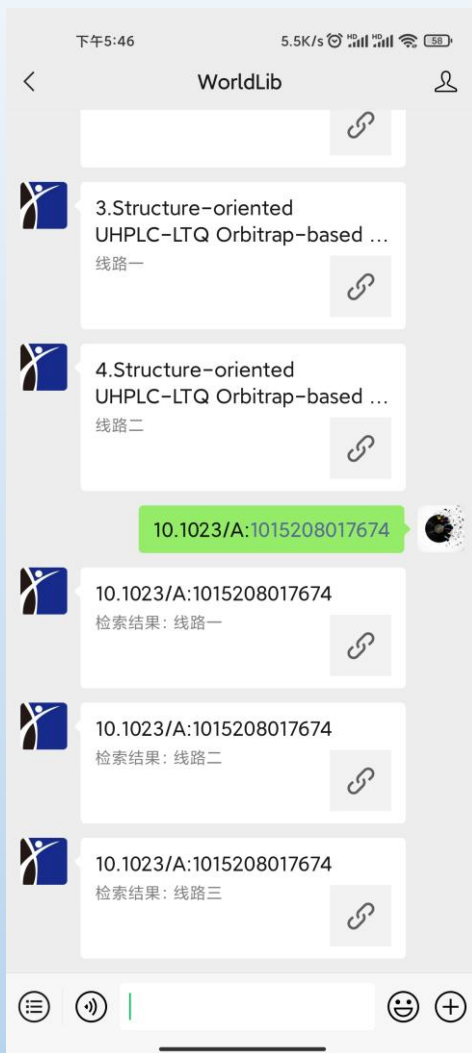 下午5:46
5.5K/s
HD
HD
58
WorldLib
3.Structure-oriented
UHPLC-LTQ Orbitrap-based ...
线路一
4.Structure-oriented
UHPLC-LTQ Orbitrap-based ...
线路二
10.1023/A:1015208017674
10.1023/A:1015208017674
检索结果: 线路一
10.1023/A:1015208017674
检索结果: 线路二
10.1023/A:1015208017674
检索结果: 线路三